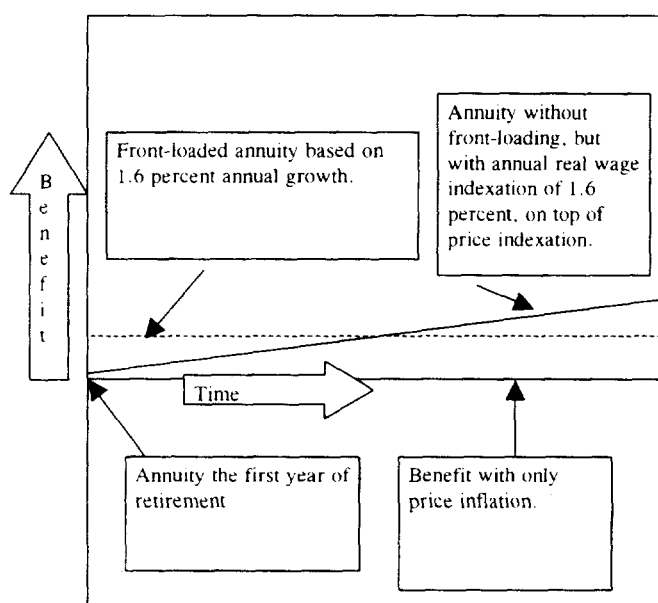 Front-loaded annuity based on
1.6 percent annual growth.
Annuity without
front-loading, but
with annual real wage
indexation of 1.6
percent, on top of
price indexation.
Benefit
Time
Annuity the first year of
retirement
Benefit with only
price inflation.